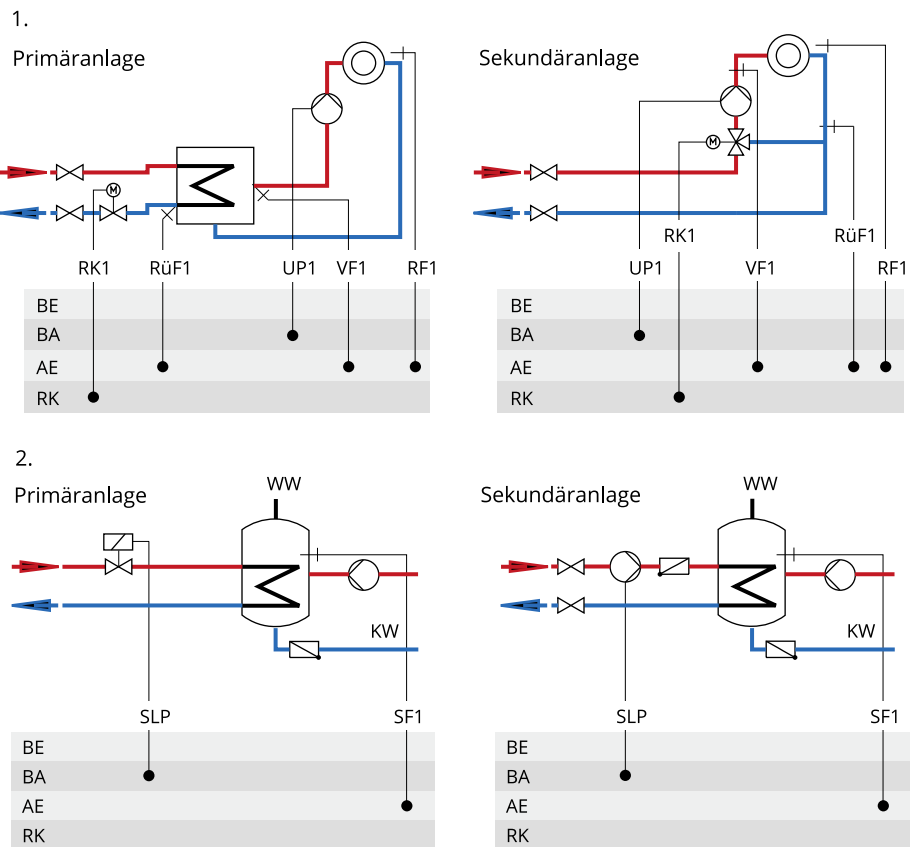 1.
Primäranlage
M
RK1 RüF1 UP1 VF1 RF1
BE
BA
AE
RK
Sekundäranlage
M
RK1 RüF1
UP1 VF1 RF1
BE
BA
AE
RK
2.
Primäranlage
WW
KW
SLP SF1
BE
BA
AE
RK
Sekundäranlage
WW
KW
SLP SF1
BE
BA
AE
RK